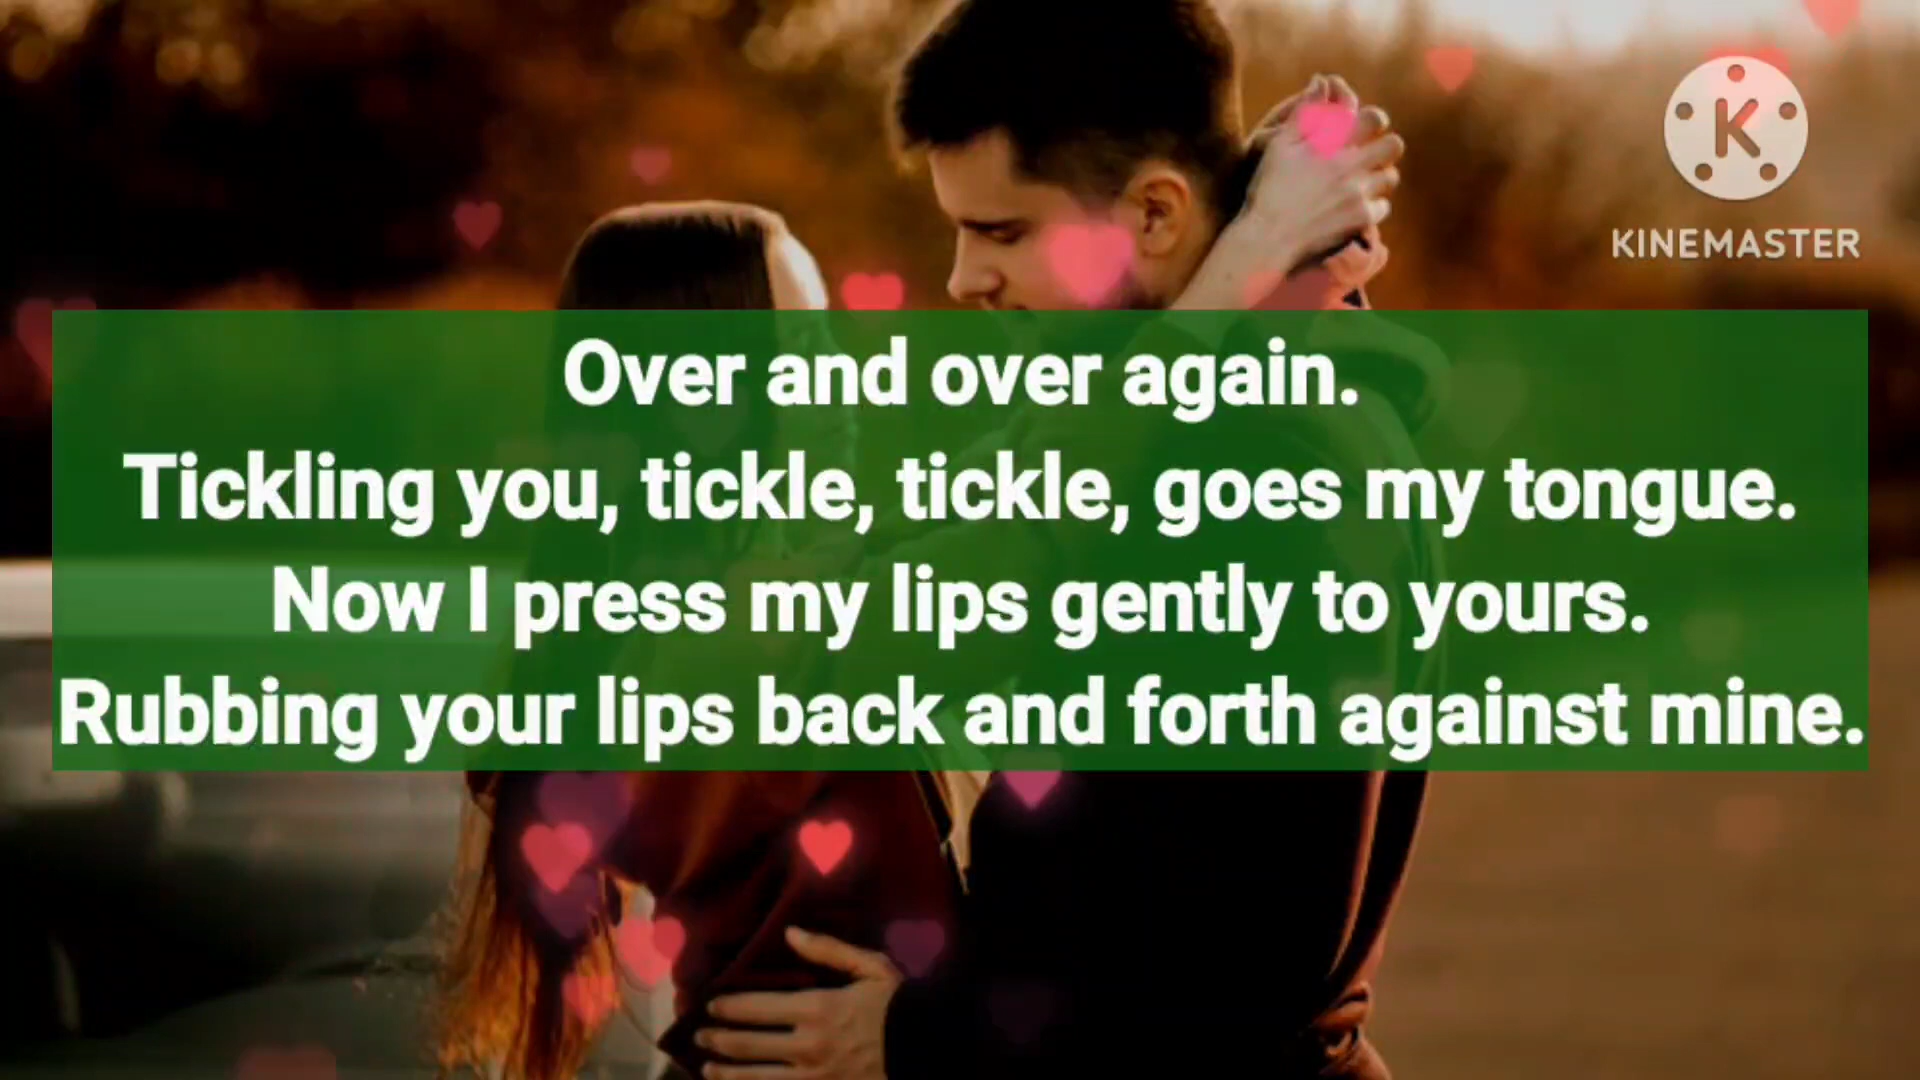 K
KINEMASTER
Over and over again.
Tickling you, tickle, tickle, goes my tongue.
Now I press my lips gently to yours.
Rubbing your lips back and forth against mine.